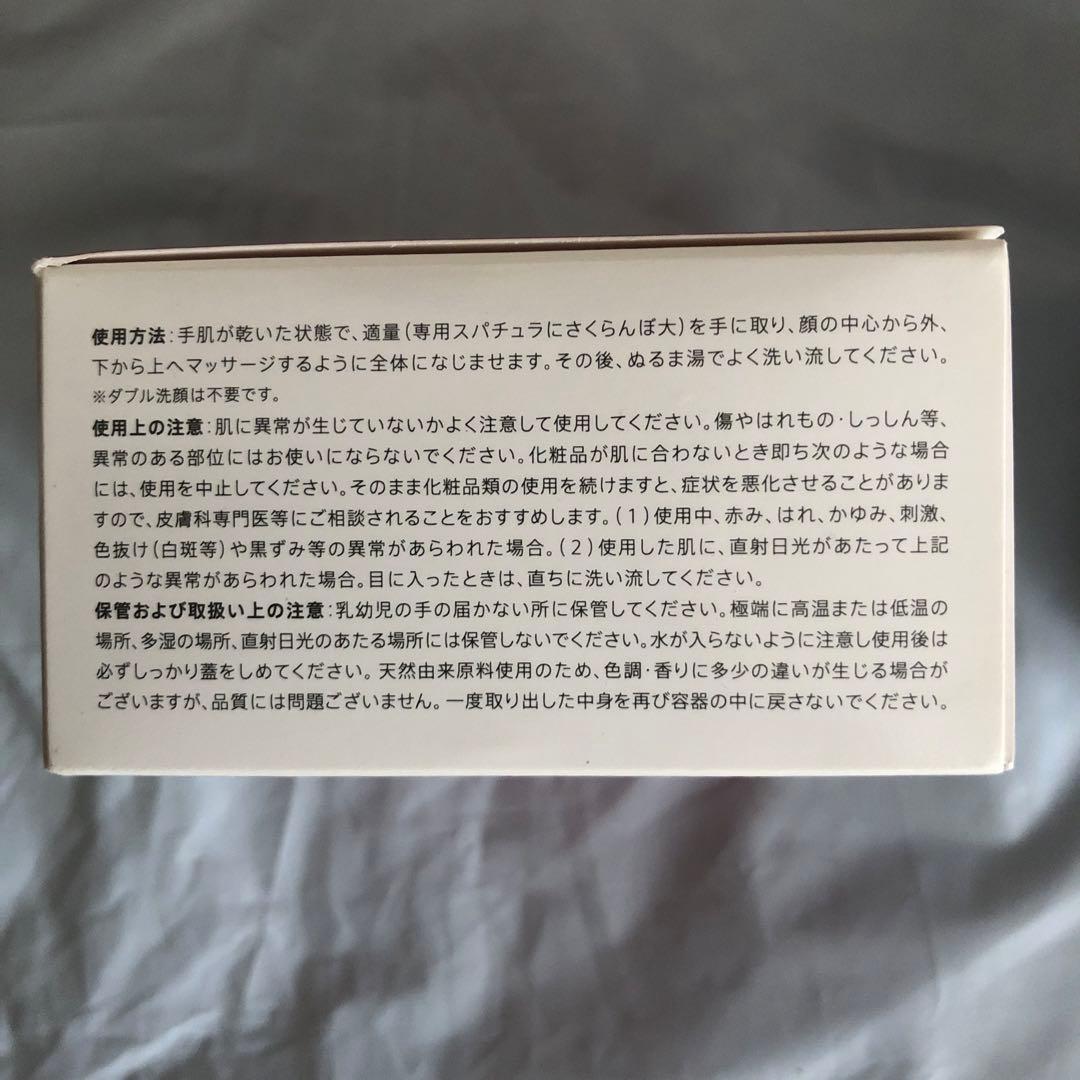 使用方法:手肌が乾いた状態で、適量(専用スパチュラにさくらんぼ大)を手に取り、顔の中心から外、
下から上へマッサージするように全体になじませます。その後、ぬるま湯でよく洗い流してください。
※ダブル洗顔は不要です。
使用上の注意:肌に異常が生じていないかよく注意して使用してください。傷やはれもの・しっしん等、
異常のある部位にはお使いにならないでください。化粧品が肌に合わないとき即ち次のような場合
には、使用を中止してください。そのまま化粧品類の使用を続けますと、症状を悪化させることがありま
すので、皮膚科専門医等にご相談されることをおすすめします。(1)使用中、赤み、はれ、かゆみ、刺激、
色抜け(白斑等)や黒ずみ等の異常があらわれた場合。(2)使用した肌に、直射日光があたって上記
のような異常があらわれた場合。目に入ったときは、直ちに洗い流してください。
保管および取扱い上の注意:乳幼児の手の届かない所に保管してください。極端に高温または低温の
場所、多湿の場所、直射日光のあたる場所には保管しないでください。水が入らないように注意し使用後は
必ずしっかり蓋をしめてください。天然由来原料使用のため、色調・香りに多少の違いが生じる場合が
ございますが、品質には問題ございません。一度取り出した中身を再び容器の中に戻さないでください。